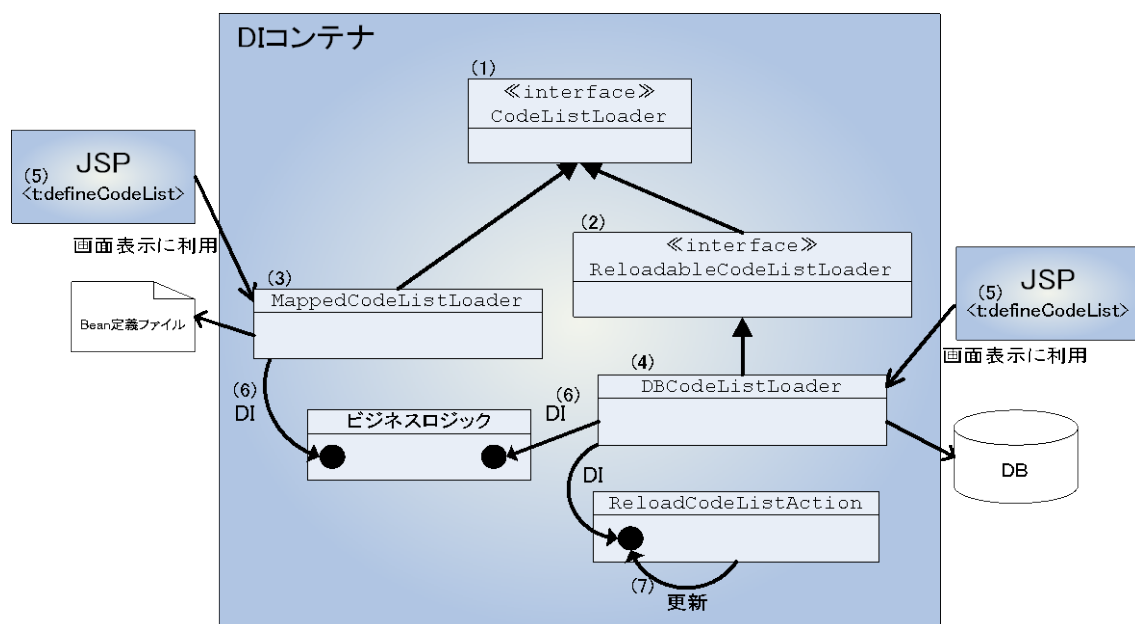 DIコンテナ
(1)
≪interface≫
CodeListLoader
JSP
(5)
<t:defineCodeList>
画面表示に利用
(2)
≪interface≫
ReloadableCodeListLoader
(3)
MappedCodeListLoader
Bean定義ファイル
JSP
(5)
<t:defineCodeList>
画面表示に利用
(4)
DBCodeListLoader
(6)
DI
ビジネスロジック
(6)
DI
DB
DI
ReloadCodeListAction
(7)
更新